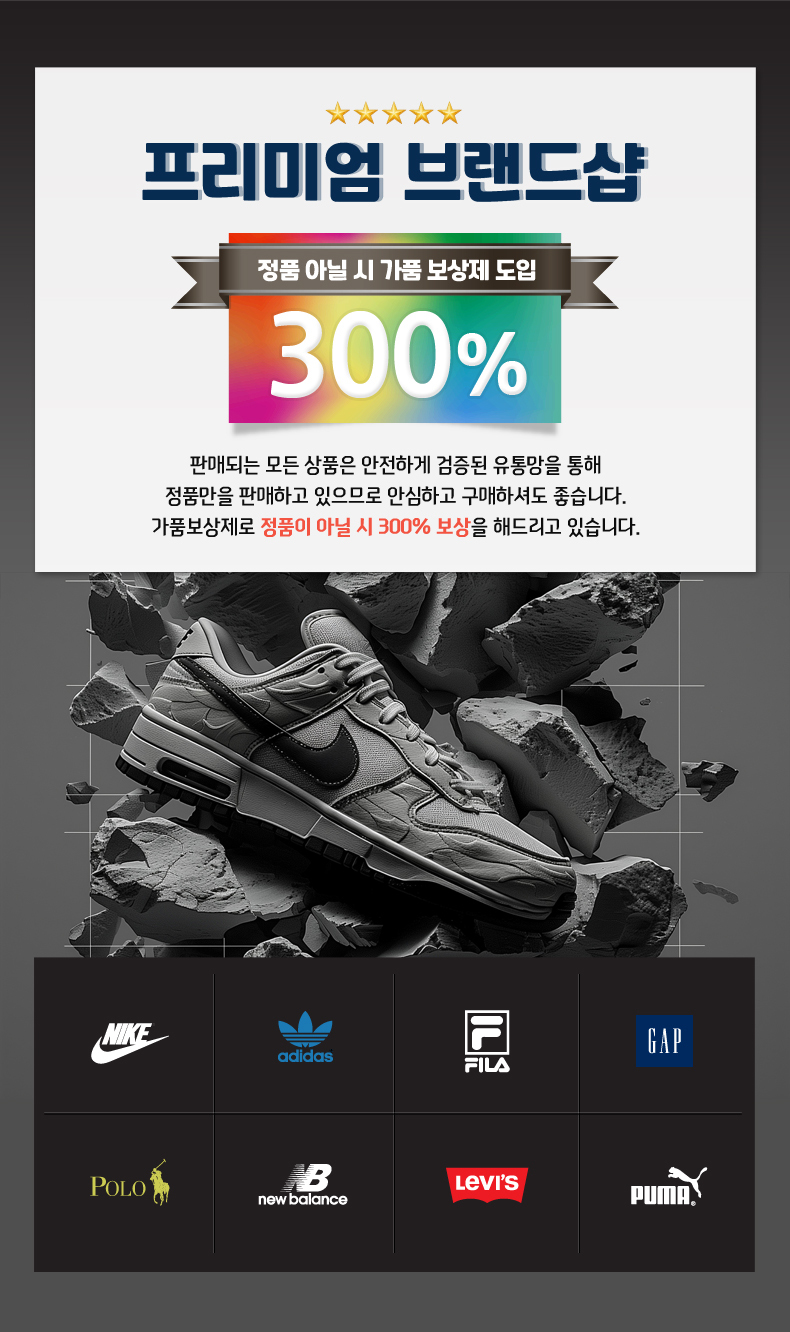 프리미엄 브랜드샵
정품 아닐 시 가품 보상제 도입
300%
판매되는 모든 상품은 안전하게 검증된 유통망을 통해
정품만을 판매하고 있으므로 안심하고 구매하셔도 좋습니다.
가품보상제로 정품이 아닐 시 300% 보상을 해드리고 있습니다.
NIKE
adidas
FILA
GAP
POLO
NB
new balance
LEVI'S
PUMA®